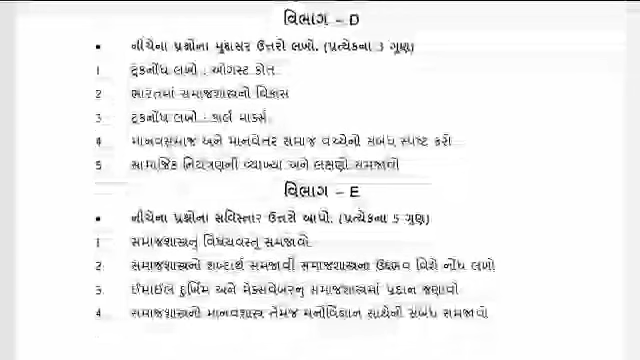 વિભાગ – D
• નીચેના પ્રશ્નોના મુદ્દાસર ઉત્તરો લખો. (પ્રત્યેકના 3 ગુણ)
1 ટૂંકનોંધ લખો : ઓગસ્ટ કોત
2 ભારતમાં સમાજશાસ્ત્રનો વિકાસ
3 ટૂંકનોંધ લખો : કાર્લ માર્ક્સ
4 માનવસમાજ અને માનવેતર સમાજ વચ્ચેનો સંબંધ સ્પષ્ટ કરો
5 સામાજિક નિયંત્રણની વ્યાખ્યા અને લક્ષણો સમજાવો
વિભાગ – E
• નીચેના પ્રશ્નોના સવિસ્તાર ઉત્તરો આપો. (પ્રત્યેકના 5 ગુણ)
1 સમાજશાસ્ત્રનું વિષયવસ્તુ સમજાવો
2. સમાજશાસ્ત્રનો શબ્દાર્થ સમજાવી સમાજશાસ્ત્રના ઉદ્દભવ વિશે નોંધ લખો
3. ઈમાઈલ દુર્ખિમ અને મેક્સવેબરનું સમાજશાસ્ત્રમાં પ્રદાન જણાવો
4. સમાજશાસ્ત્રનો માનવશાસ્ત્ર તેમજ મનોવિજ્ઞાન સાથેનો સંબંધ સમજાવો